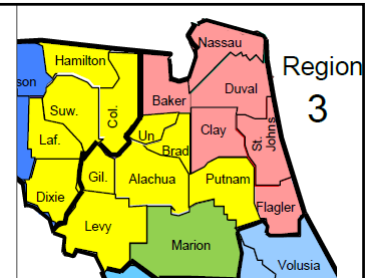 Nassau
Hamilton
Region
3
son
Baker
Duval
Suw.
Col.
Un
Clay
St.
Johns
Laf.
Brad
Gil.
Alachua
Putnam
Dixie
Flagler
Levy
Marion
Volusia